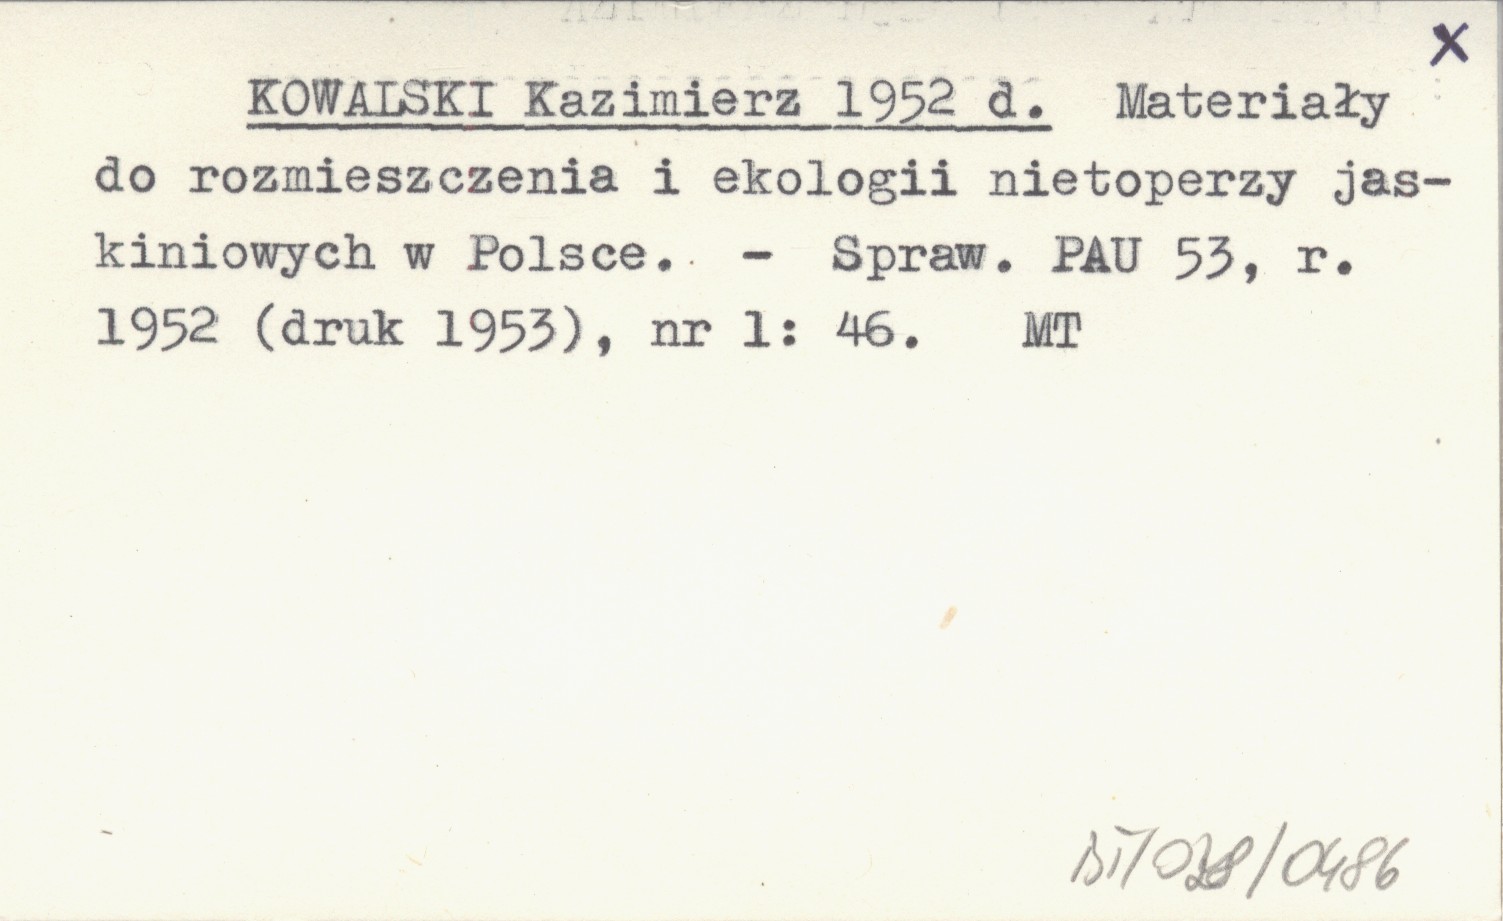 x
KOWALSKI Kazimierz 1952 d. Materiały
do rozmieszczenia i ekologii nietoperzy jas-
kiniowych w Polsce. - Spraw. PAU 53, r.
1952 (druk 1953), nr 1: 46. MT
/0486